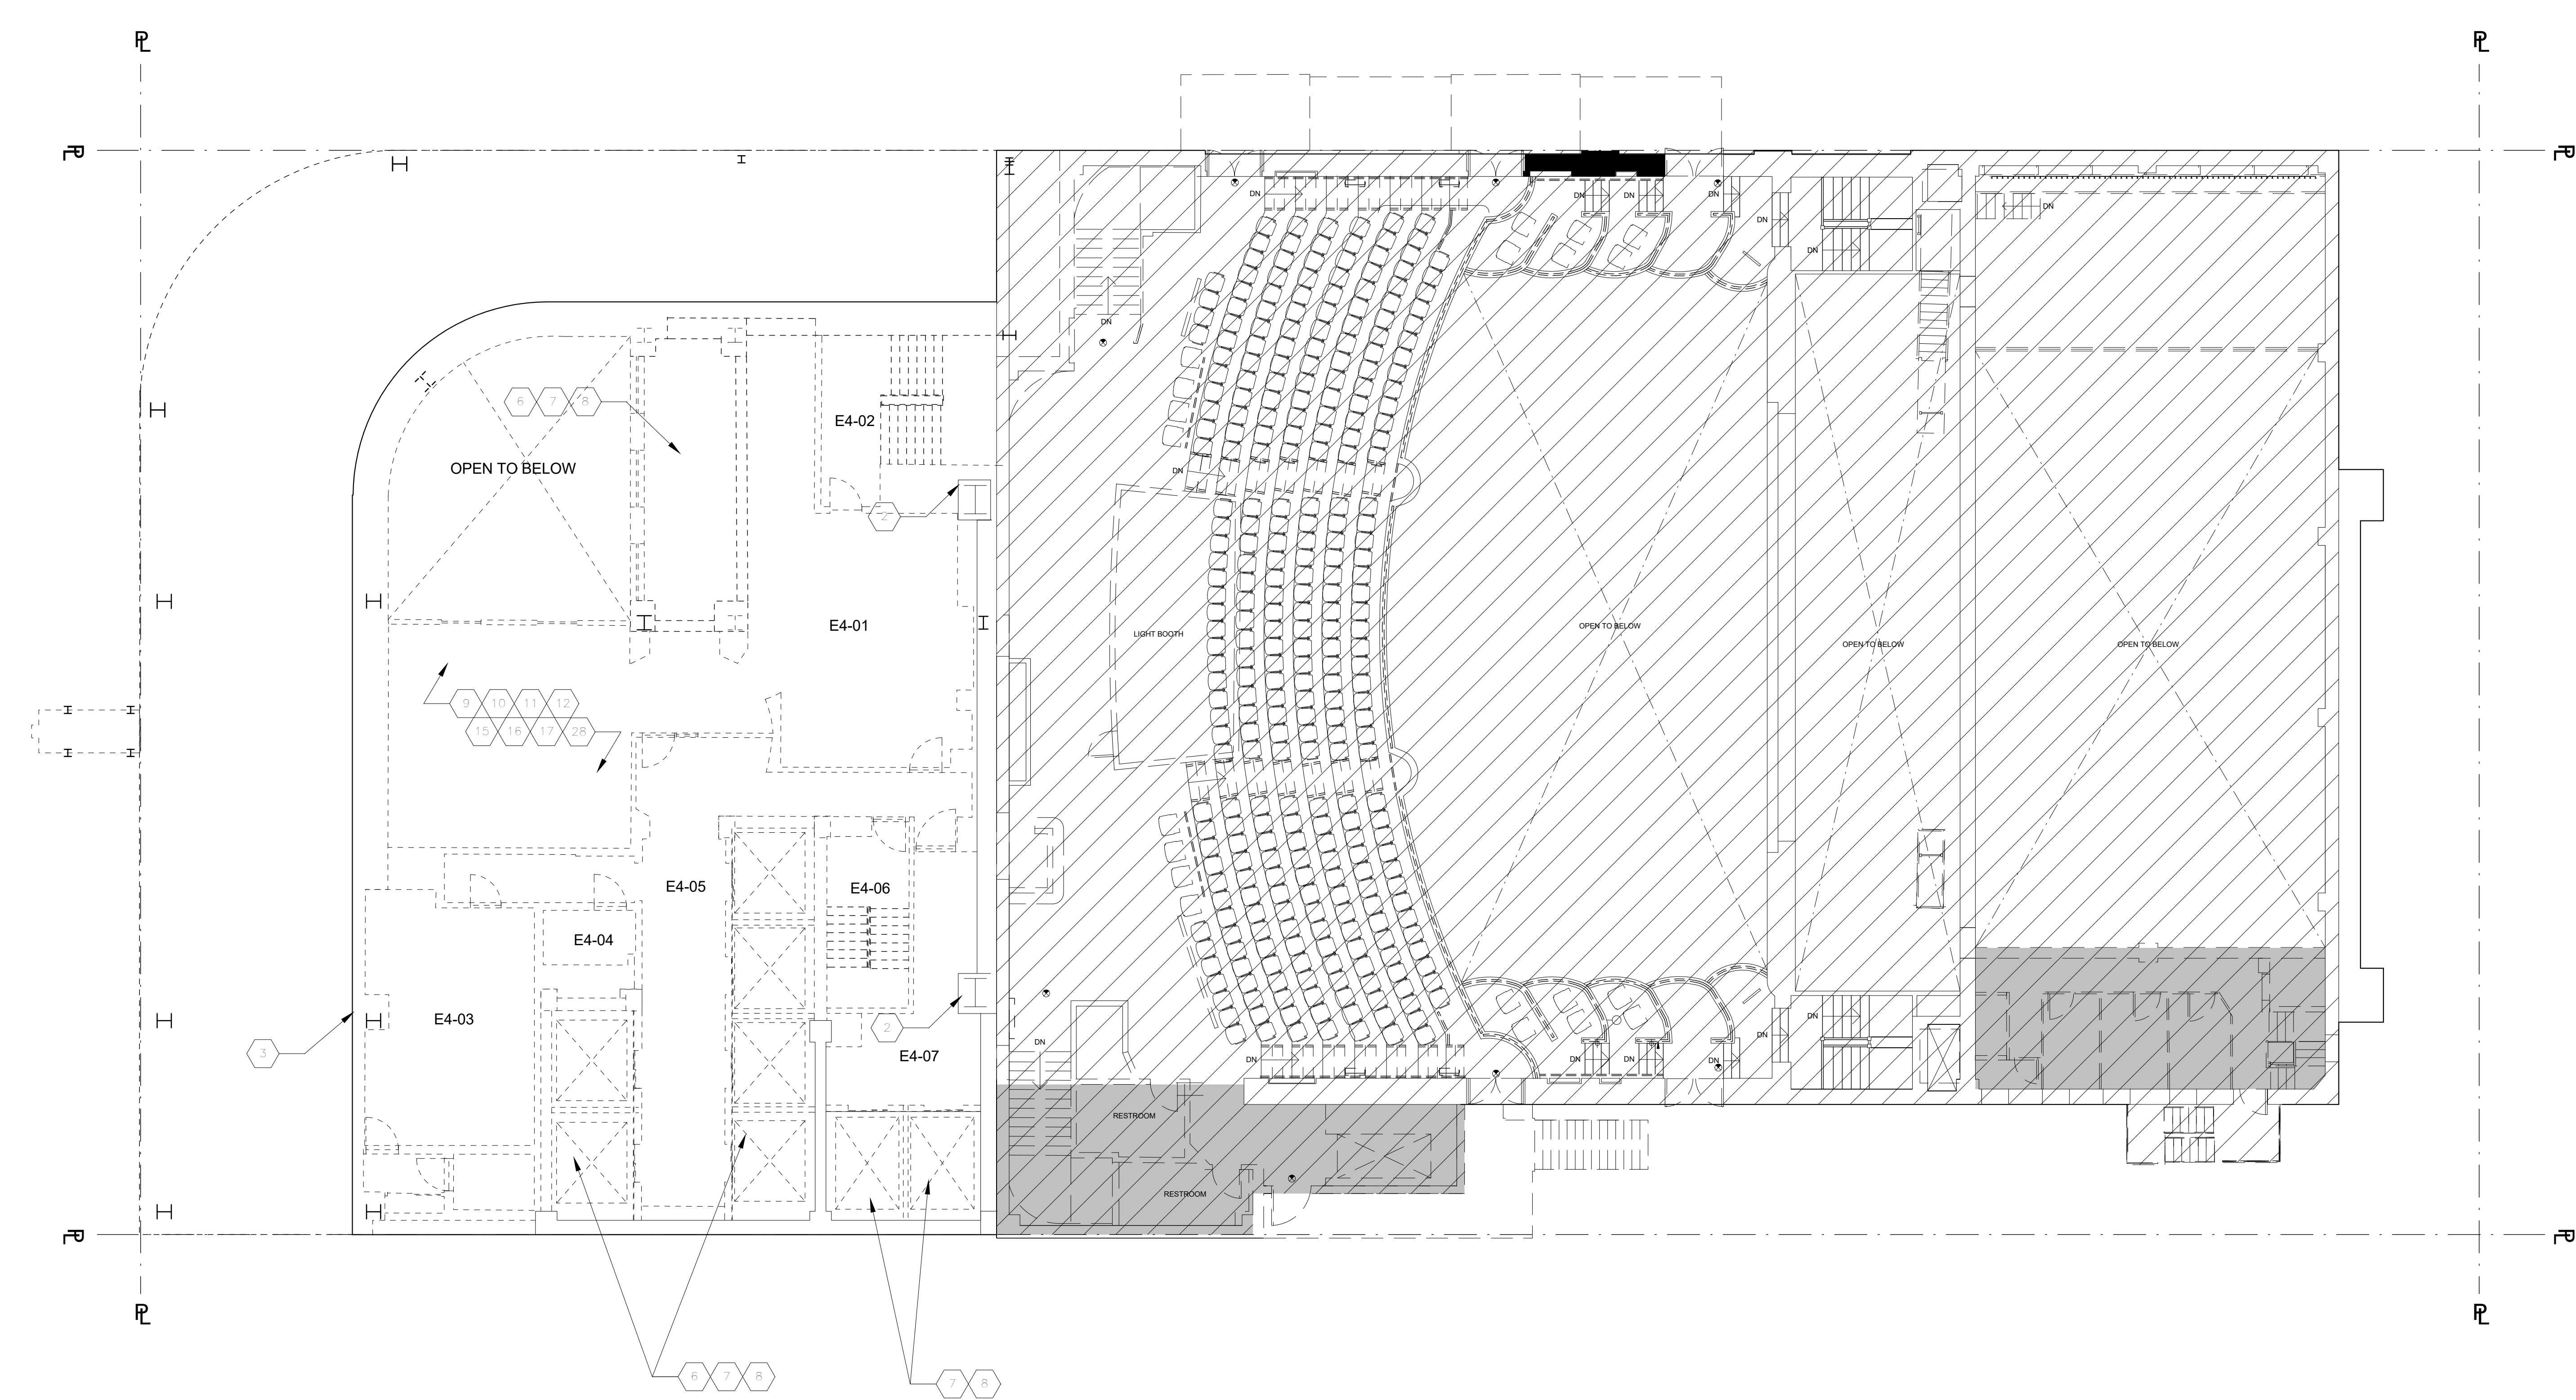 PL
PL
PL
PL
DN
DN
DN
DN
DN
DN
DN
DN
6 7 8
E4-02
OPEN TO BELOW
DN
2
E4-01
LIGHT BOOTH
OPEN TO BELOW
OPEN TO BELOW
OPEN TO BELOW
9 10 11 12
15 16 17 28
E4-05
E4-06
E4-04
E4-03
2
3
E4-07
DN
DN
DN
DN
DN
DN
DN
RESTROOM
RESTROOM
PL
PL
PL
PL
6 7 8
7 8